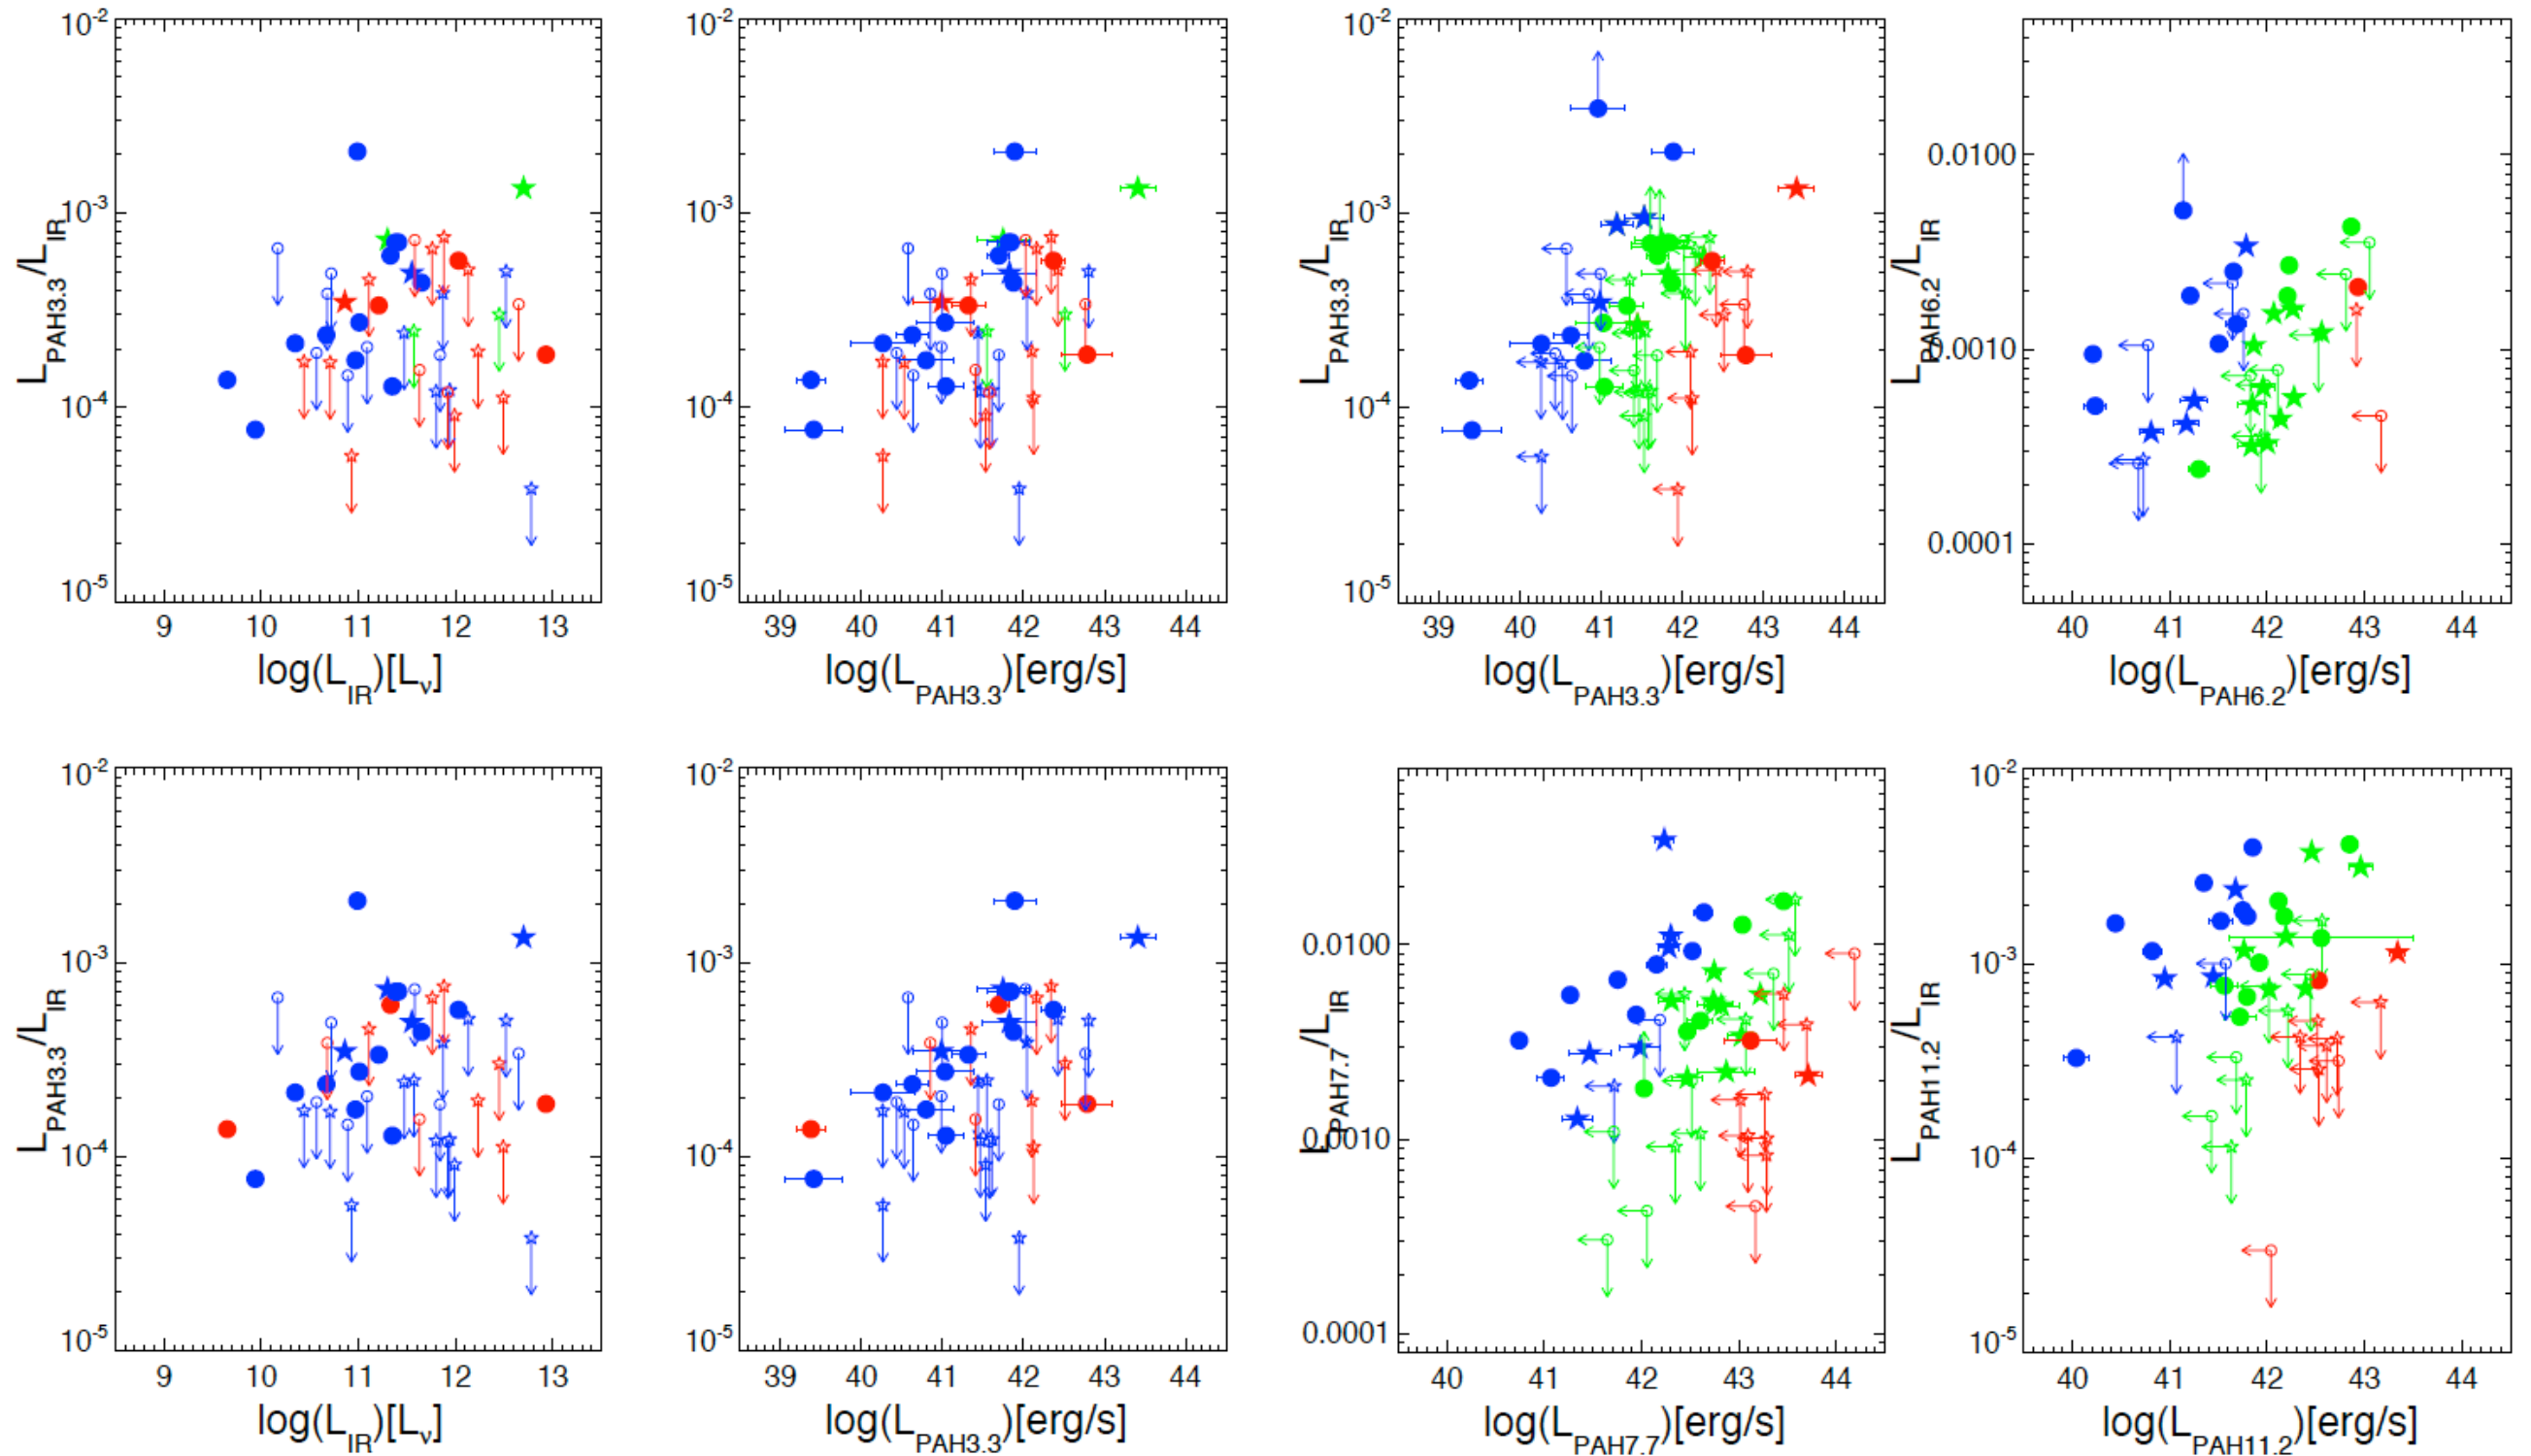 10^-2
10^-3
10^-4
10^-5
L_PAH3.3/L_IR
9 10 11 12 13
log(L_IR)[L_ν]
10^-2
10^-3
10^-4
10^-5
39 40 41 42 43 44
log(L_PAH3.3)[erg/s]
10^-2
10^-3
10^-4
10^-5
L_PAH3.3/L_IR
39 40 41 42 43 44
log(L_PAH3.3)[erg/s]
0.0100
0.0010
0.0001
L_PAH6.2/L_IR
40 41 42 43 44
log(L_PAH6.2)[erg/s]
10^-2
10^-3
10^-4
10^-5
L_PAH3.3/L_IR
9 10 11 12 13
log(L_IR)[L_ν]
10^-2
10^-3
10^-4
10^-5
39 40 41 42 43 44
log(L_PAH3.3)[erg/s]
0.0100
0.0010
0.0001
L_PAH7.7/L_IR
40 41 42 43 44
log(L_PAH7.7)[erg/s]
10^-2
10^-3
10^-4
10^-5
L_PAH11.2/L_IR
40 41 42 43 44
log(L_PAH11.2)[erg/s]